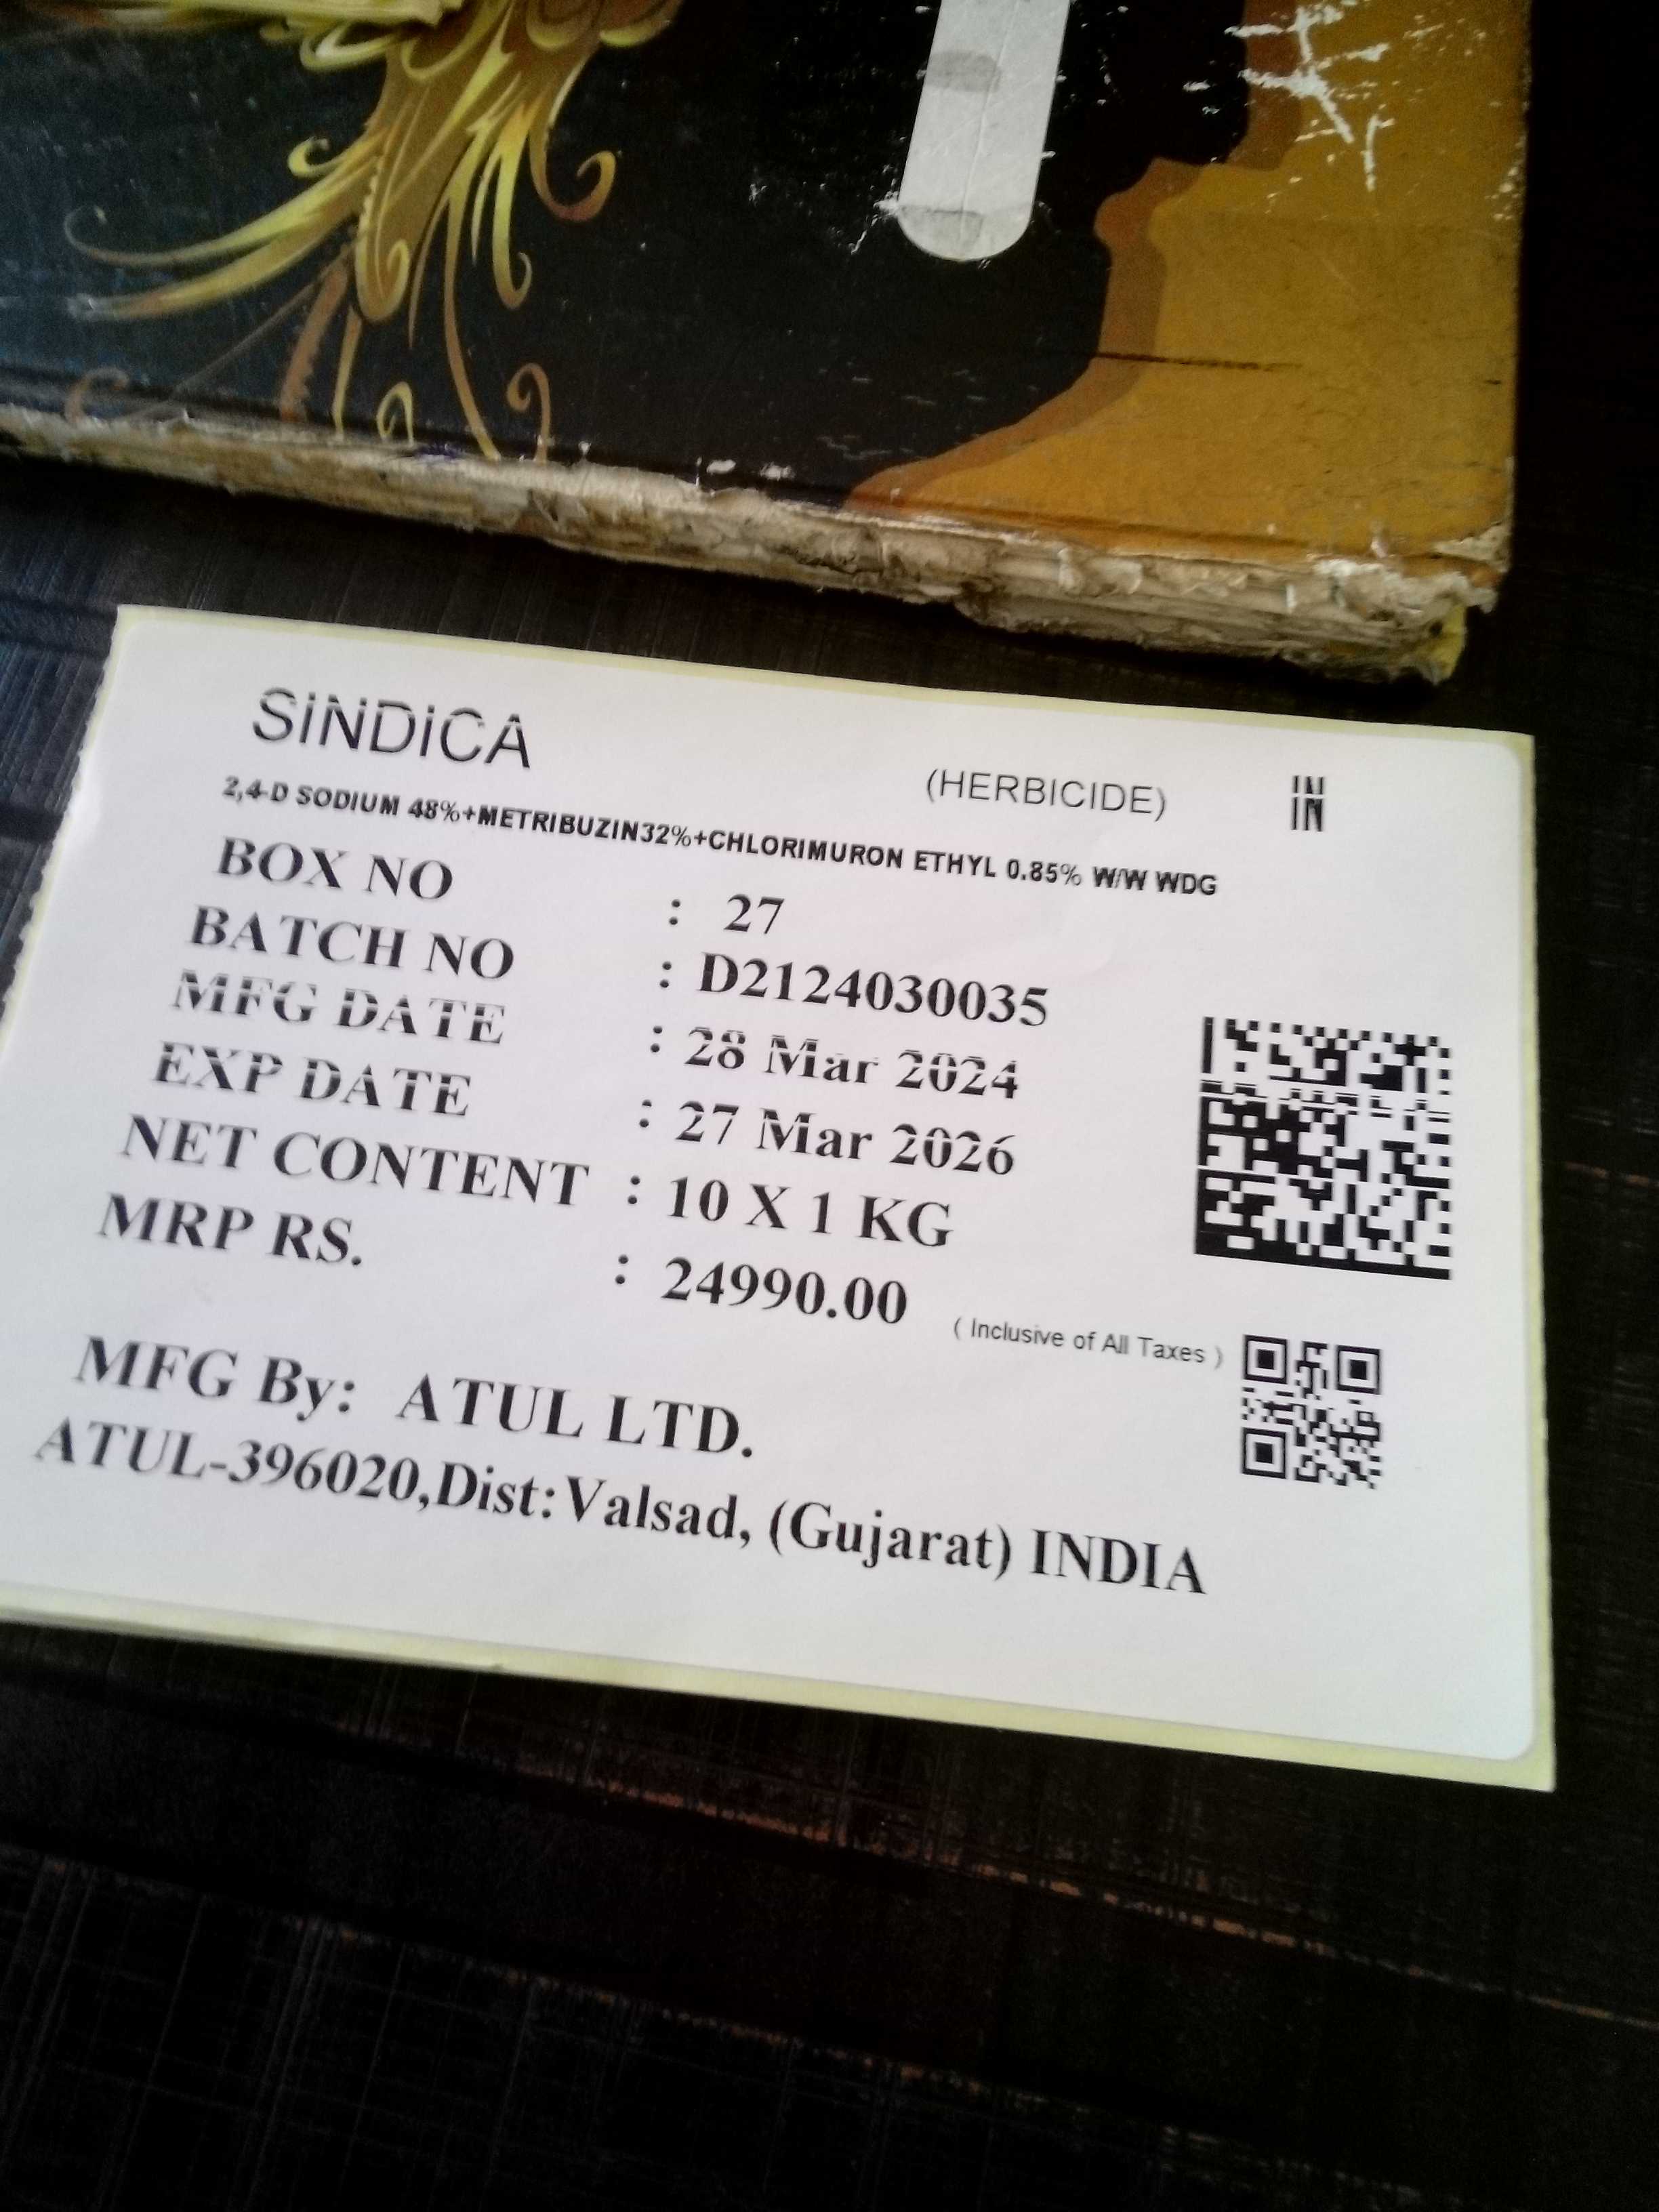 SiNDiCA
(HERBICIDE)
IN
2,4-D SODIUM 48%+METRIBUZIN32%+CHLORIMURON ETHYL 0.85% W/W WDG
BOX NO : 27
BATCH NO : D2124030035
MFG DATE : 28 Mar 2024
EXP DATE : 27 Mar 2026
NET CONTENT : 10 X 1 KG
MRP RS. : 24990.00 ( Inclusive of All Taxes )
MFG By: ATUL LTD.
ATUL-396020,Dist:Valsad, (Gujarat) INDIA